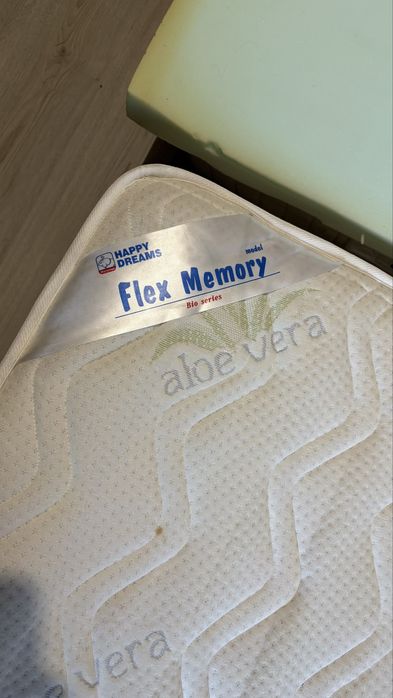 HAPPY
DREAMS
model
Flex Memory
Bio series
aloe vera
aloe vera